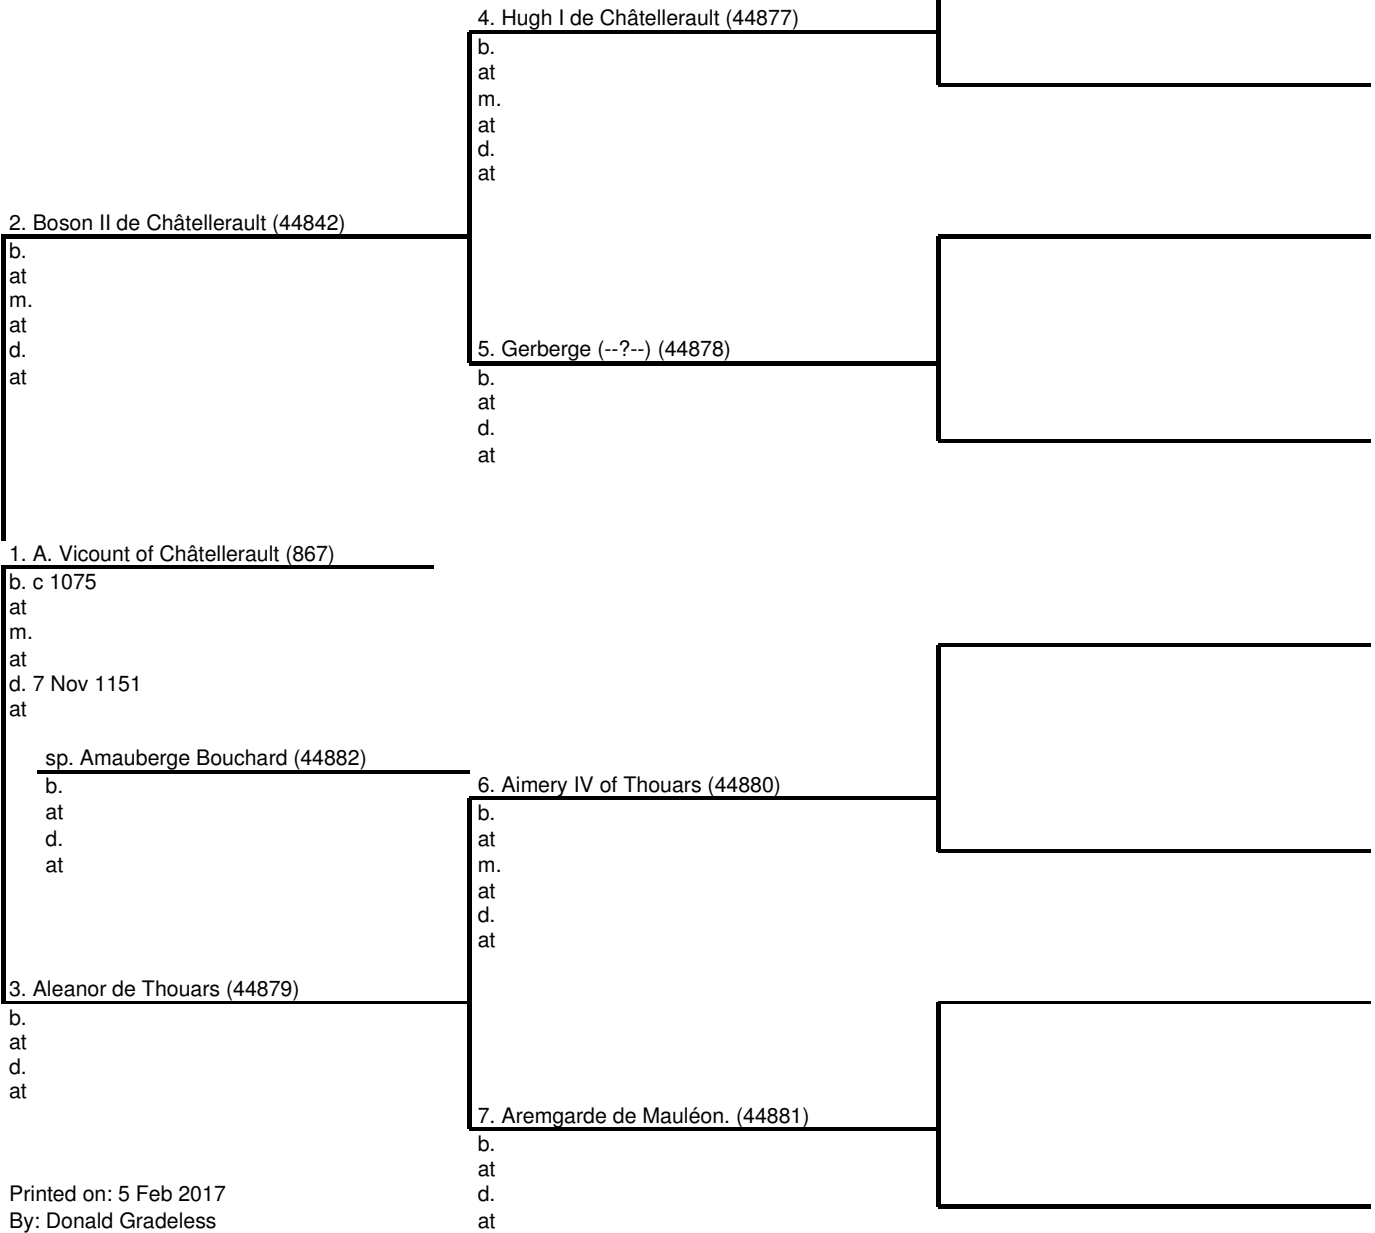 4. Hugh I de Châtellerault (44877)
b.
at
m.
at
d.
at
2. Boson II de Châtellerault (44842)
b.
at
m.
at
d.
at
5. Gerberge (--?--) (44878)
b.
at
d.
at
1. A. Vicount of Châtellerault (867)
b. c 1075
at
m.
at
d. 7 Nov 1151
at
sp. Amauberge Bouchard (44882)
b.
at
d.
at
6. Aimery IV of Thouars (44880)
b.
at
m.
at
d.
at
3. Aleanor de Thouars (44879)
b.
at
d.
at
7. Aremgarde de Mauléon. (44881)
b.
at
d.
at
Printed on: 5 Feb 2017
By: Donald Gradeless